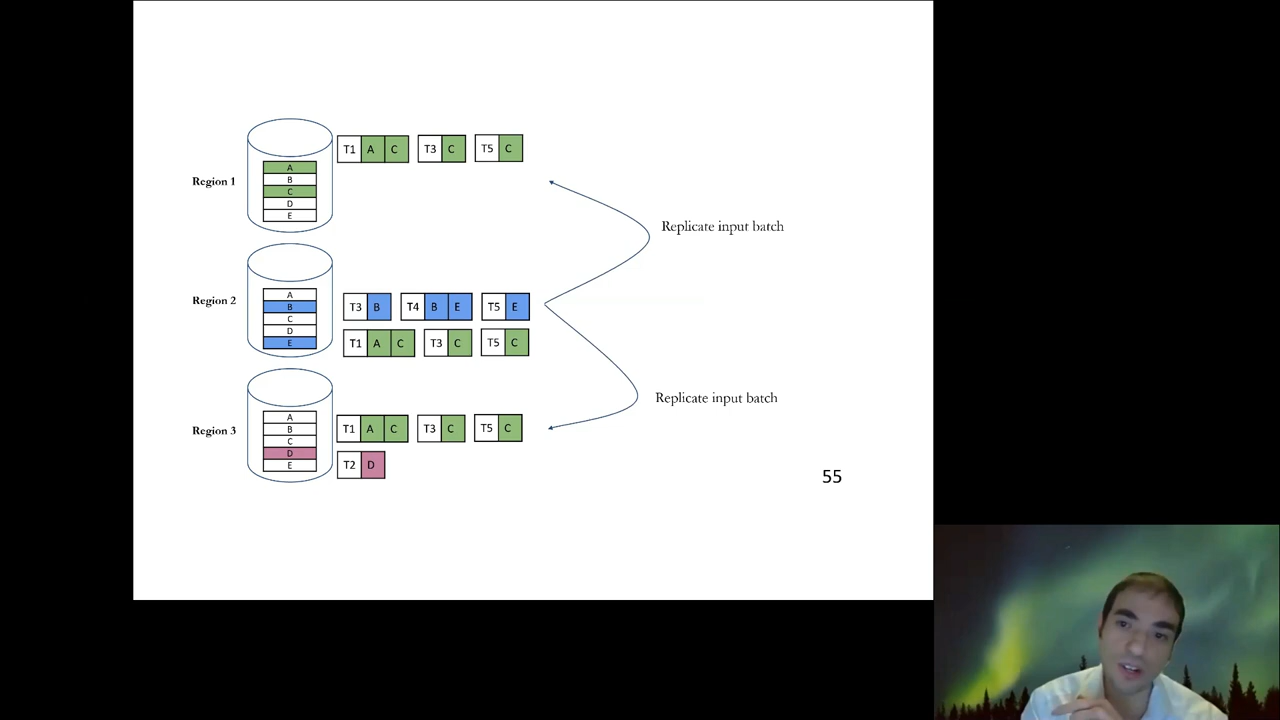 T1 A C T3 C T5 C
Region 1
A
B
C
D
E
Replicate input batch
Region 2
A
B
C
D
E
T3 B T4 B E T5 E
T1 A C T3 C T5 C
Replicate input batch
Region 3
A
B
C
D
E
T1 A C T3 C T5 C
T2 D
55